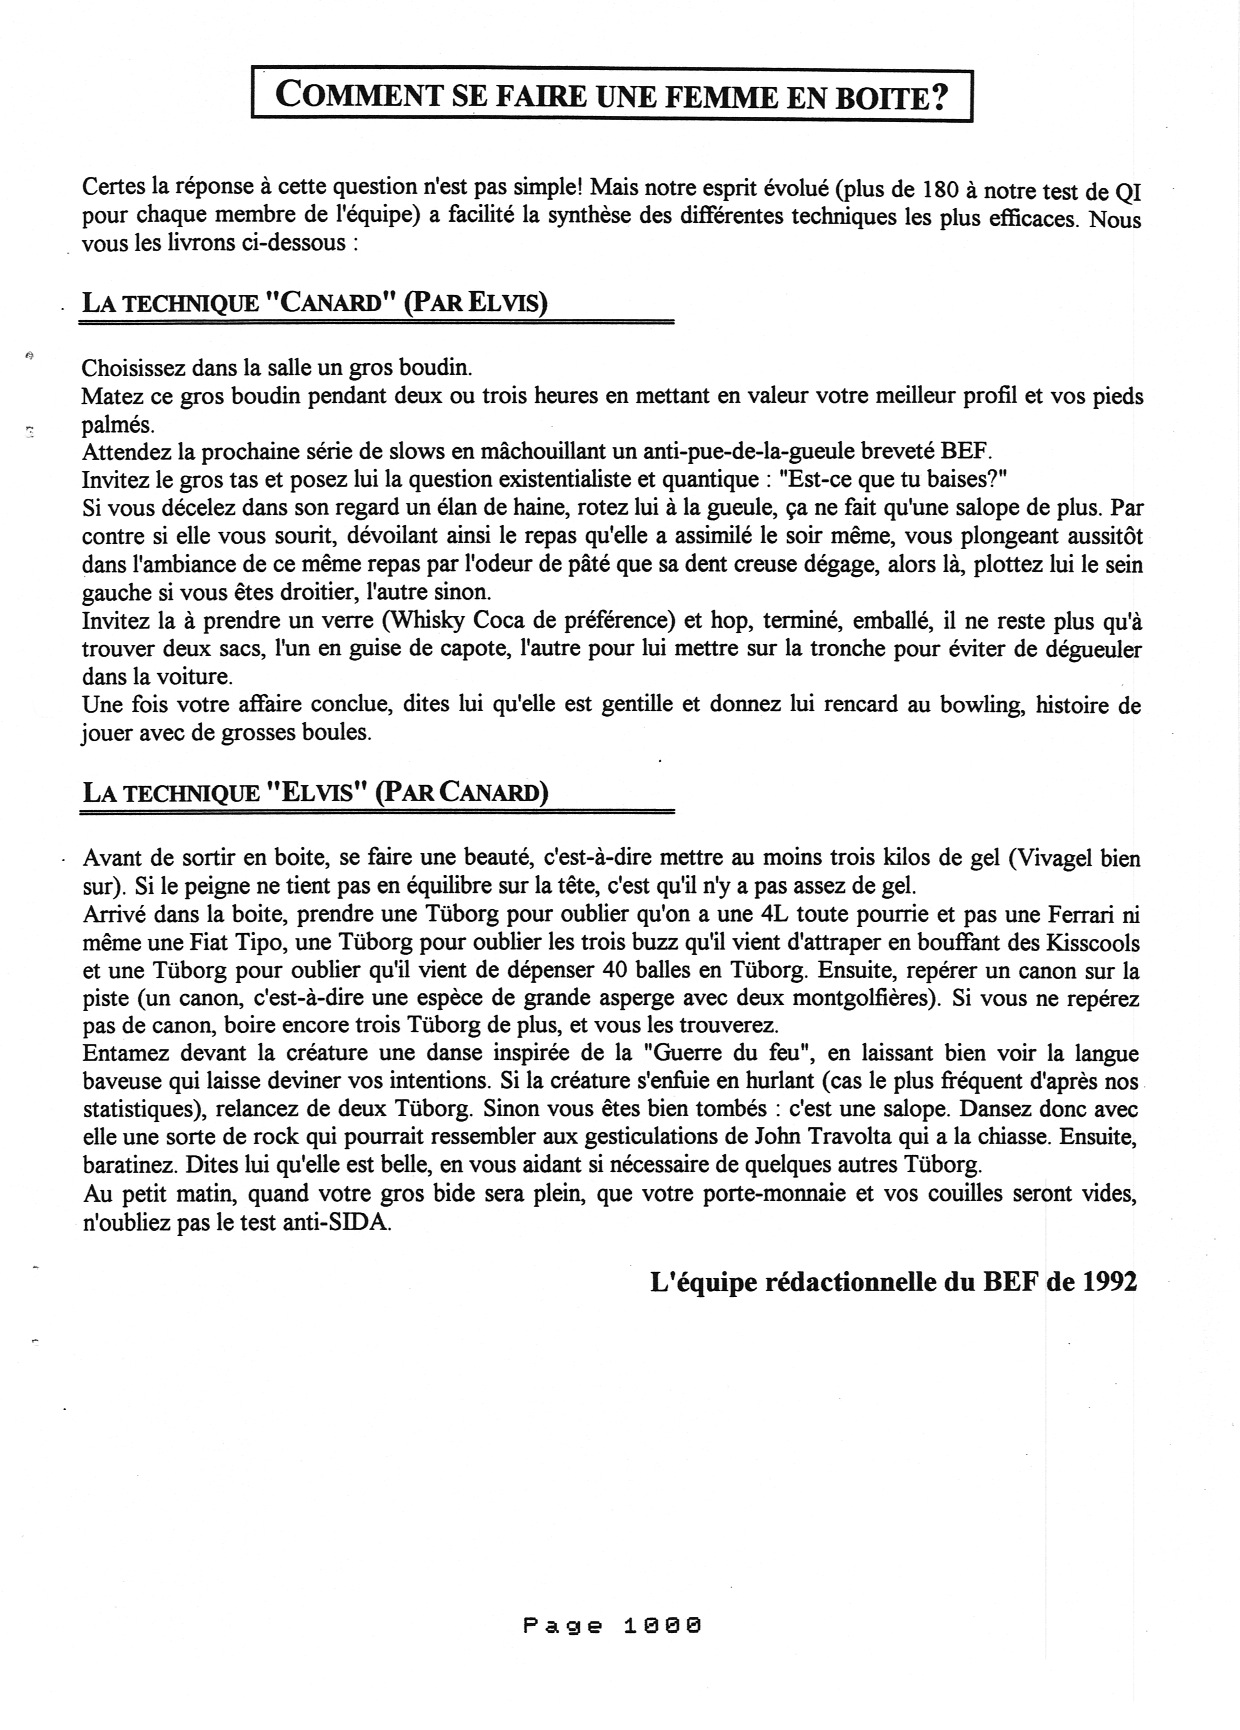 COMMENT SE FAIRE UNE FEMME EN BOITE?
Certes la réponse à cette question n'est pas simple! Mais notre esprit évolué (plus de 180 à notre test de QI
pour chaque membre de l'équipe) a facilité la synthèse des différentes techniques les plus efficaces. Nous
vous les livrons ci-dessous :
LA TECHNIQUE "CANARD" (PAR ELVIS)
Choisissez dans la salle un gros boudin.
Matez ce gros boudin pendant deux ou trois heures en mettant en valeur votre meilleur profil et vos pieds
palmés.
Attendez la prochaine série de slows en mâchouillant un anti-pue-de-la-gueule breveté BEF.
Invitez le gros tas et posez lui la question existentialiste et quantique : "Est-ce que tu baises?"
Si vous décelez dans son regard un élan de haine, rotez lui à la gueule, ça ne fait qu'une salope de plus. Par
contre si elle vous sourit, dévoilant ainsi le repas qu'elle a assimilé le soir même, vous plongeant aussitôt
dans l'ambiance de ce même repas par l'odeur de pâté que sa dent creuse dégage, alors là, plottez lui le sein
gauche si vous êtes droitier, l'autre sinon.
Invitez la à prendre un verre (Whisky Coca de préférence) et hop, terminé, emballé, il ne reste plus qu'à
trouver deux sacs, l'un en guise de capote, l'autre pour lui mettre sur la tronche pour éviter de dégueuler
dans la voiture.
Une fois votre affaire conclue, dites lui qu'elle est gentille et donnez lui rencard au bowling, histoire de
jouer avec de grosses boules.
LA TECHNIQUE "ELVIS" (PAR CANARD)
Avant de sortir en boite, se faire une beauté, c'est-à-dire mettre au moins trois kilos de gel (Vivagel bien
sur). Si le peigne ne tient pas en équilibre sur la tête, c'est qu'il n'y a pas assez de gel.
Arrivé dans la boite, prendre une Tüborg pour oublier qu'on a une 4L toute pourrie et pas une Ferrari ni
même une Fiat Tipo, une Tüborg pour oublier les trois buzz qu'il vient d'attraper en bouffant des Kisscools
et une Tüborg pour oublier qu'il vient de dépenser 40 balles en Tüborg. Ensuite, repérer un canon sur la
piste (un canon, c'est-à-dire une espèce de grande asperge avec deux montgolfières). Si vous ne repérez
pas de canon, boire encore trois Tüborg de plus, et vous les trouverez.
Entamez devant la créature une danse inspirée de la "Guerre du feu", en laissant bien voir la langue
baveuse qui laisse deviner vos intentions. Si la créature s'enfuie en hurlant (cas le plus fréquent d'après nos
statistiques), relancez de deux Tüborg. Sinon vous êtes bien tombés : c'est une salope. Dansez donc avec
elle une sorte de rock qui pourrait ressembler aux gesticulations de John Travolta qui a la chiasse. Ensuite,
baratinez. Dites lui qu'elle est belle, en vous aidant si nécessaire de quelques autres Tüborg.
Au petit matin, quand votre gros bide sera plein, que votre porte-monnaie et vos couilles seront vides,
n'oubliez pas le test anti-SIDA.
L'équipe rédactionnelle du BEF de 1992
Page 1000